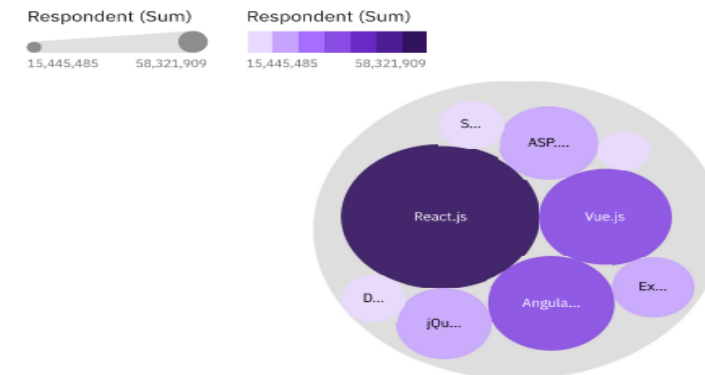 Respondent (Sum)
15,445,485 58,321,909
Respondent (Sum)
15,445,485 58,321,909
S...
ASP....
React.js
Vue.js
D...
Ex...
jQu...
Angula...